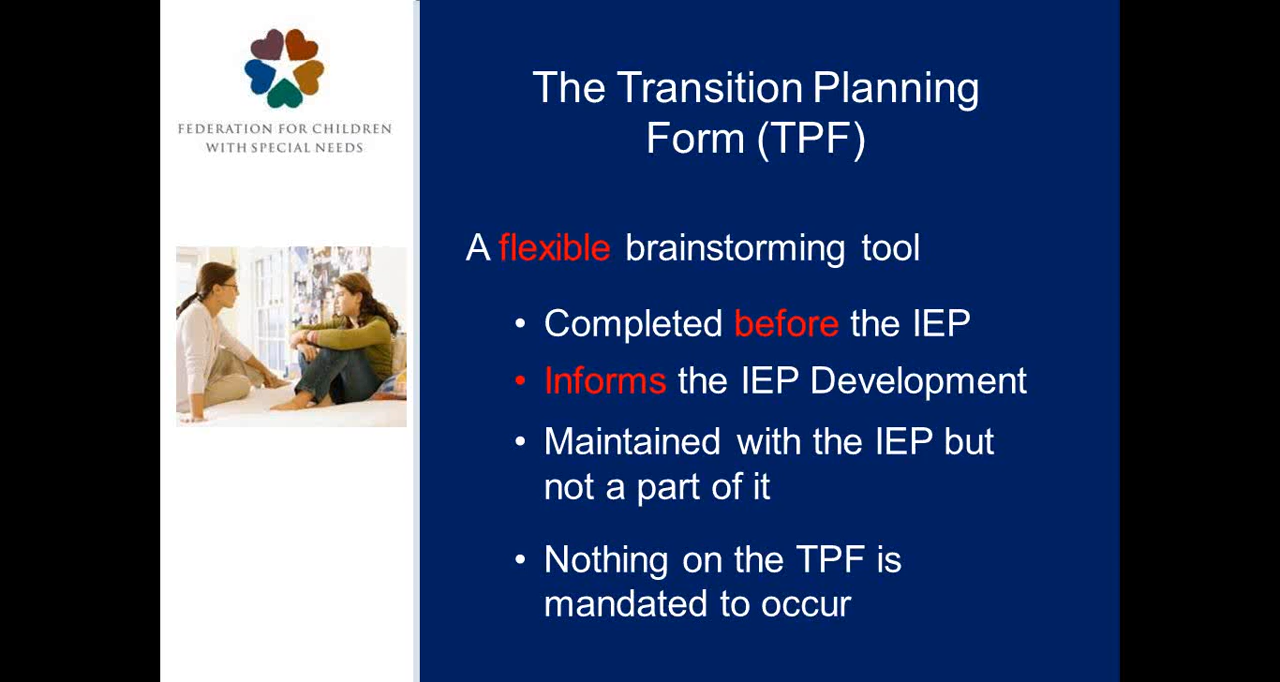 FEDERATION FOR CHILDREN
WITH SPECIAL NEEDS
The Transition Planning
Form (TPF)
A flexible brainstorming tool
• Completed before the IEP
• Informs the IEP Development
• Maintained with the IEP but
not a part of it
• Nothing on the TPF is
mandated to occur